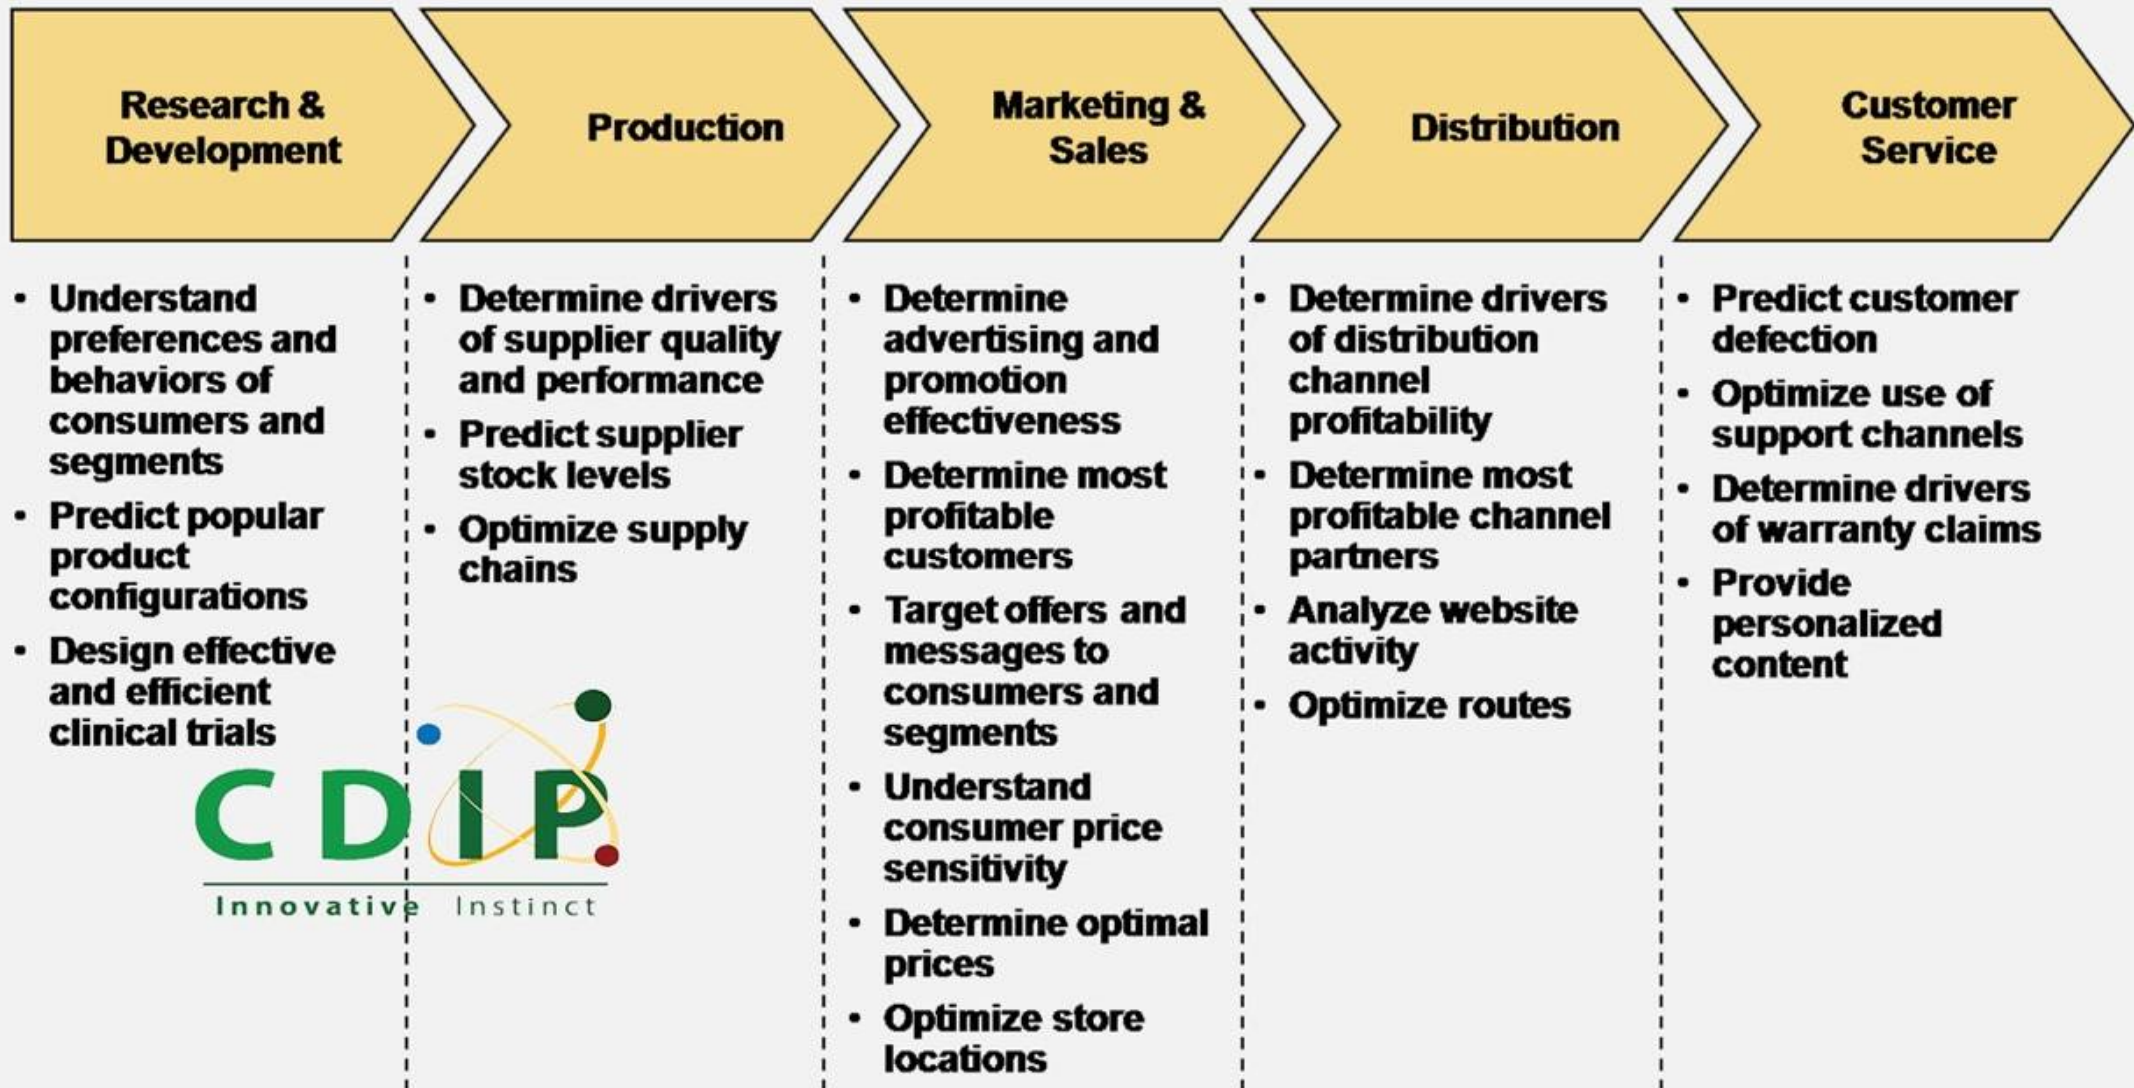 Research &
Development
Production
Marketing &
Sales
Distribution
Customer
Service
• Understand
preferences and
behaviors of
consumers and
segments
• Predict popular
product
configurations
• Design effective
and efficient
clinical trials
• Determine drivers
of supplier quality
and performance
• Predict supplier
stock levels
• Optimize supply
chains
• Determine
advertising and
promotion
effectiveness
• Determine most
profitable
customers
• Target offers and
messages to
consumers and
segments
• Understand
consumer price
sensitivity
• Determine optimal
prices
• Optimize store
locations
• Determine drivers
of distribution
channel
profitability
• Determine most
profitable channel
partners
• Analyze website
activity
• Optimize routes
• Predict customer
defection
• Optimize use of
support channels
• Determine drivers
of warranty claims
• Provide
personalized
content
CDIP
Innovative Instinct